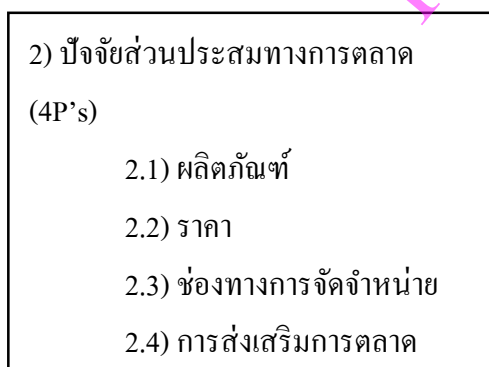 2) ปัจจัยส่วนประสมทางการตลาด
(4P’s)
2.1) ผลิตภัณฑ์
2.2) ราคา
2.3) ช่องทางการจัดจำหน่าย
2.4) การส่งเสริมการตลาด